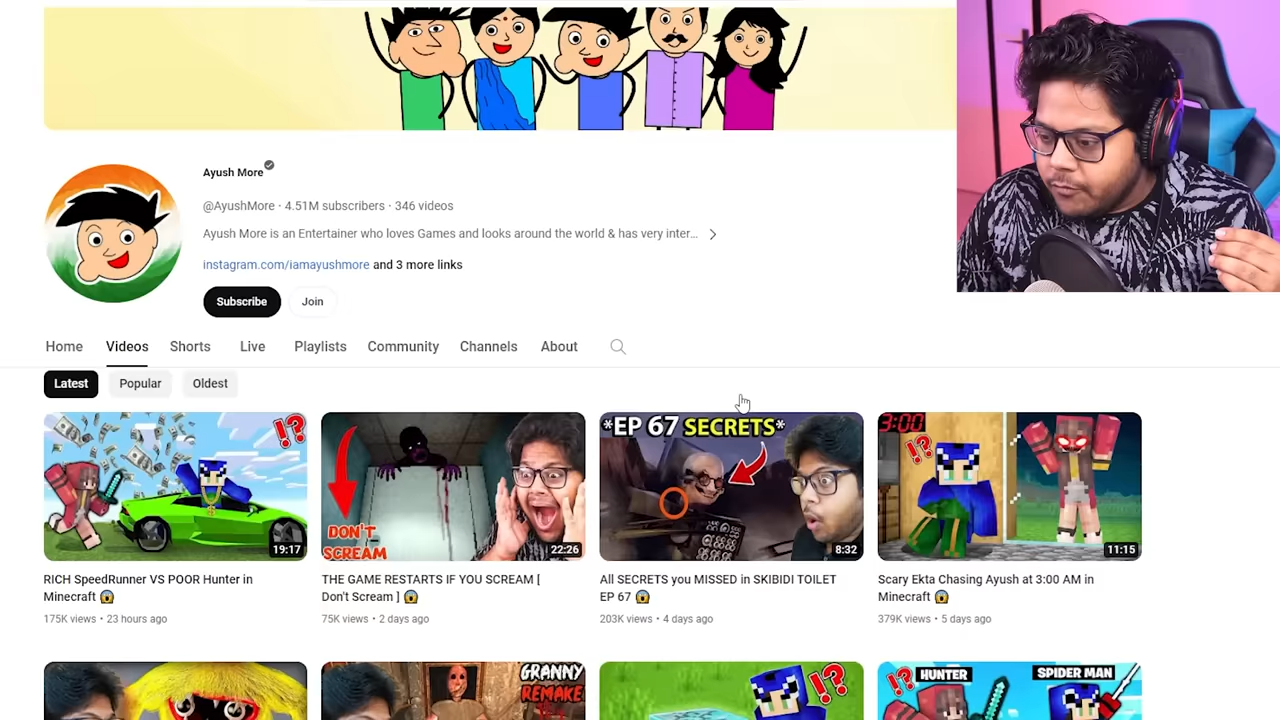 Ayush More
@AyushMore · 4.51M subscribers · 346 videos
Ayush More is an Entertainer who loves Games and looks around the world & has very inter...
instagram.com/iamayushmore and 3 more links
Subscribe Join
Home Videos Shorts Live Playlists Community Channels About
Latest Popular Oldest
!?
19:17
DON'T
SCREAM
22:26
*EP 67 SECRETS*
8:32
3:00
!?
11:15
RICH SpeedRunner VS POOR Hunter in
Minecraft 😱
175K views · 23 hours ago
THE GAME RESTARTS IF YOU SCREAM [
Don't Scream ] 😱
75K views · 2 days ago
All SECRETS you MISSED in SKIBIDI TOILET
EP 67 😱
203K views · 4 days ago
Scary Ekta Chasing Ayush at 3:00 AM in
Minecraft 😱
379K views · 5 days ago
GRANNY
REMAKE
!?
!?
HUNTER
SPIDER MAN